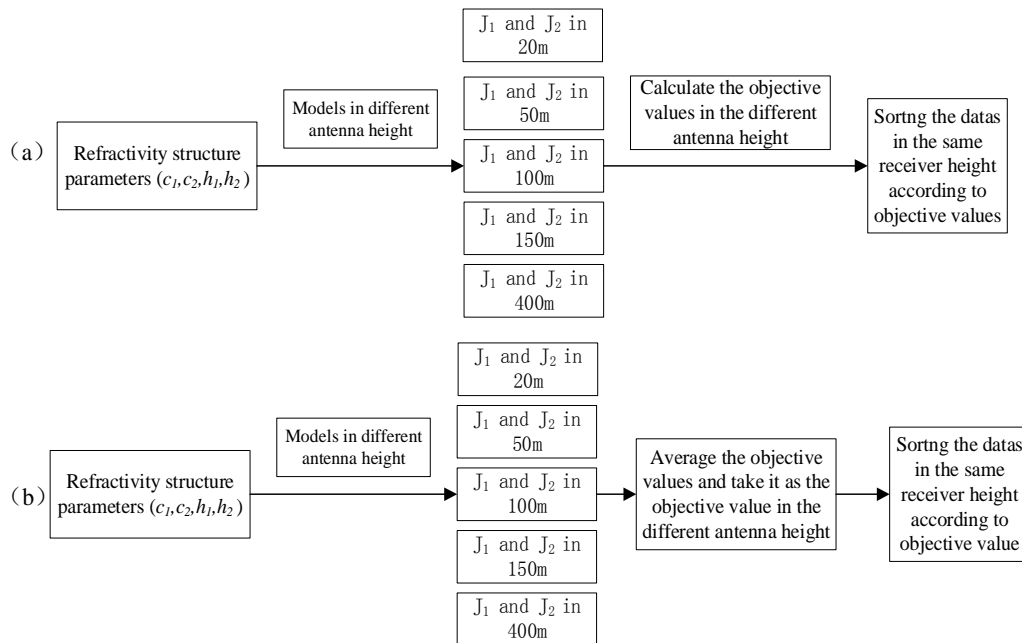 (a)
Refractivity structure
parameters (c₁,c₂,h₁,h₂)
Models in different
antenna height
J₁ and J₂ in
20m
J₁ and J₂ in
50m
J₁ and J₂ in
100m
J₁ and J₂ in
150m
J₁ and J₂ in
400m
Calculate the objective
values in the different
antenna height
Sortng the datas
in the same
receiver height
according to
objective values
(b)
Refractivity structure
parameters (c₁,c₂,h₁,h₂)
Models in different
antenna height
J₁ and J₂ in
20m
J₁ and J₂ in
50m
J₁ and J₂ in
100m
J₁ and J₂ in
150m
J₁ and J₂ in
400m
Average the objective
values and take it as the
objective value in the
different antenna height
Sortng the datas
in the same
receiver height
according to
objective value